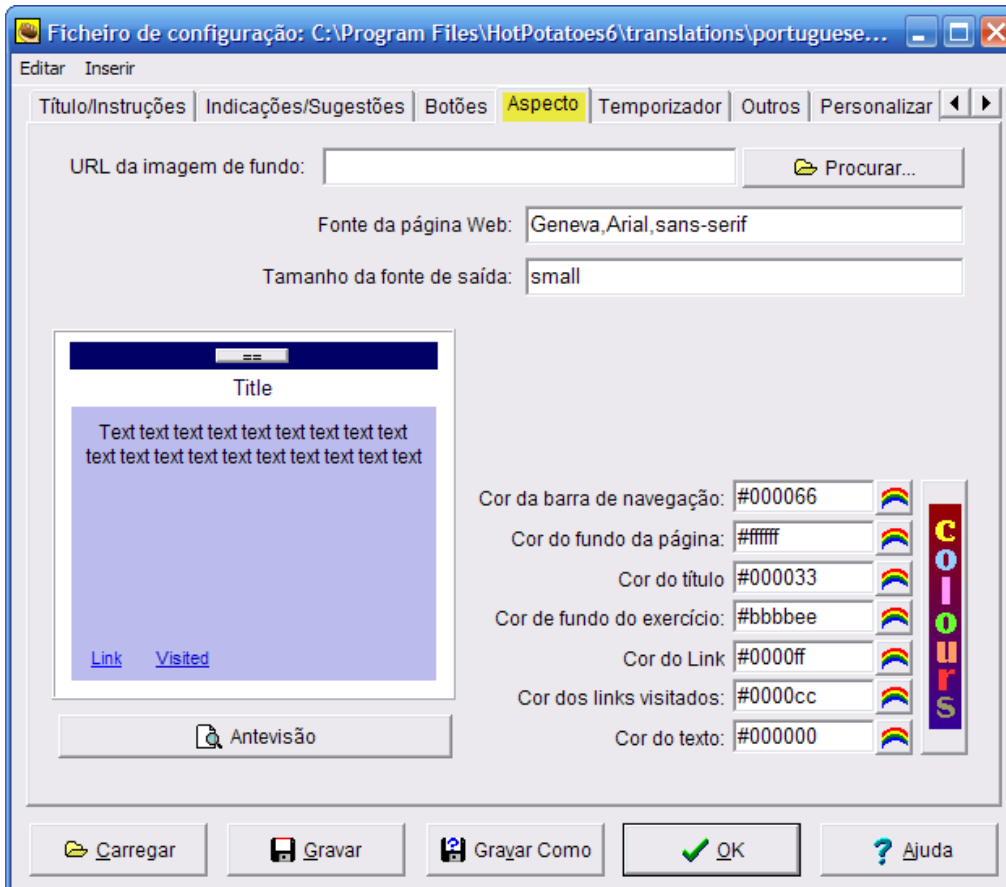 Ficheiro de configuração: C:\Program Files\HotPotatoes6\translations\portuguese...
Editar Inserir
Título/Instruções Indicações/Sugestões Botões Aspecto Temporizador Outros Personalizar
URL da imagem de fundo: Procurar...
Fonte da página Web: Geneva,Arial,sans-serif
Tamanho da fonte de saída: small
==
Title
Text text text text text text text text text
text text text text text text text text text text
Link Visited
Antevisão
Cor da barra de navegação: #000066
Cor do fundo da página: #ffffff
Cor do título #000033
Cor de fundo do exercício: #bbbbee
Cor do Link #0000ff
Cor dos links visitados: #0000cc
Cor do texto: #000000
Colours
Carregar Gravar Gravar Como OK Ajuda